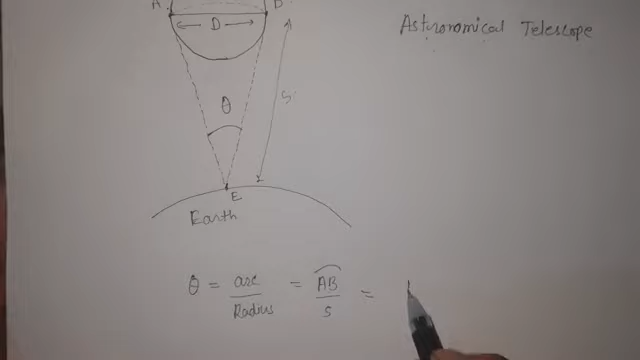 Astronomical Telescope
A B
D
θ
S
E
Earth
θ = arc / Radius = AB / S =